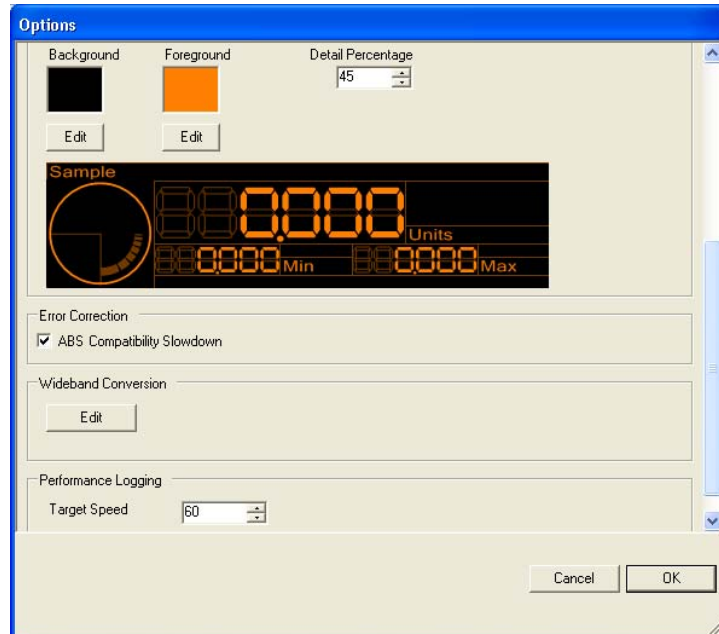 Options
Background Foreground Detail Percentage
45
Edit Edit
Sample
0.000
Units
0.000 Min 0.000 Max
Error Correction
ABS Compatibility Slowdown
Wideband Conversion
Edit
Performance Logging
Target Speed 60
Cancel OK